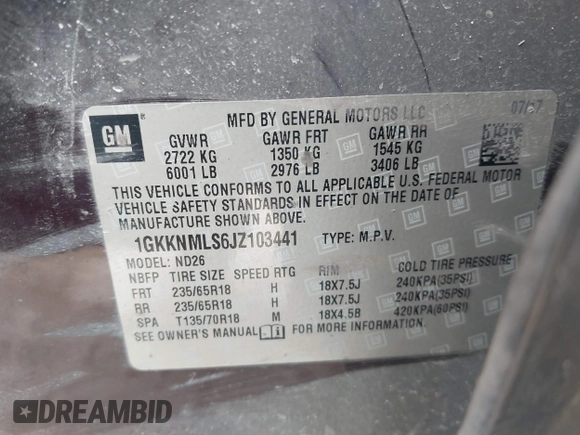 MFD BY GENERAL MOTORS LLC 07/17
GM ®
GVWR GAWR FRT GAWR RR
2722 KG 1350 KG 1545 KG
6001 LB 2976 LB 3406 LB
THIS VEHICLE CONFORMS TO ALL APPLICABLE U.S. FEDERAL MOTOR
VEHICLE SAFETY STANDARDS IN EFFECT ON THE DATE OF
MANUFACTURE SHOWN ABOVE.
1GKKNMLS6JZ103441 TYPE: M.P.V.
MODEL: ND26
NBFP TIRE SIZE SPEED RTG RIM COLD TIRE PRESSURE
FRT 235/65R18 H 18X7.5J 240KPA(35PSI)
RR 235/65R18 H 18X7.5J 240KPA(35PSI)
SPA T135/70R18 M 18X4.5B 420KPA(60PSI)
SEE OWNER'S MANUAL FOR MORE INFORMATION.
DREAMBID